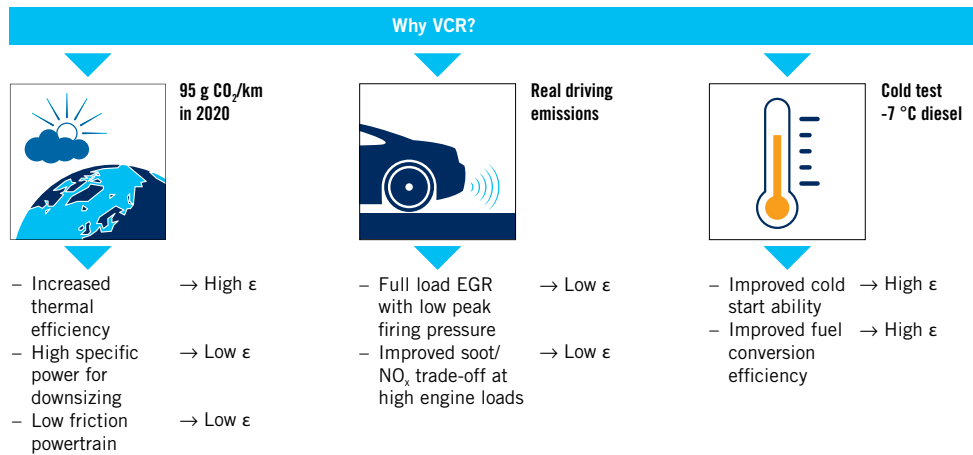 Why VCR?
95 g CO₂/km
in 2020
– Increased
thermal
efficiency
→ High ε
– High specific
power for
downsizing
→ Low ε
– Low friction
powertrain
→ Low ε
Real driving
emissions
– Full load EGR
with low peak
firing pressure
→ Low ε
– Improved soot/
NOₓ trade-off at
high engine loads
→ Low ε
Cold test
-7 °C diesel
– Improved cold
start ability
→ High ε
– Improved fuel
conversion
efficiency
→ High ε